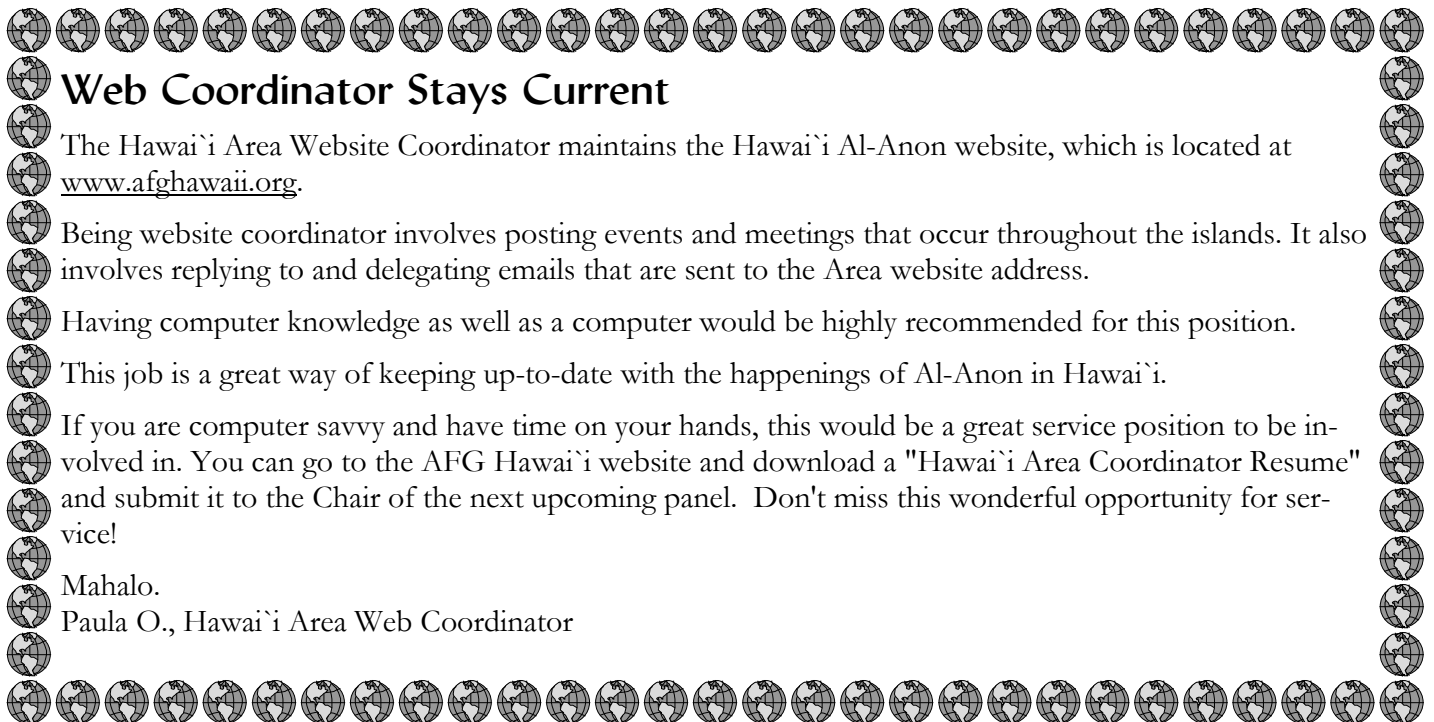 Web Coordinator Stays Current
The Hawai`i Area Website Coordinator maintains the Hawai`i Al-Anon website, which is located at
www.afghawaii.org.
Being website coordinator involves posting events and meetings that occur throughout the islands. It also
involves replying to and delegating emails that are sent to the Area website address.
Having computer knowledge as well as a computer would be highly recommended for this position.
This job is a great way of keeping up-to-date with the happenings of Al-Anon in Hawai`i.
If you are computer savvy and have time on your hands, this would be a great service position to be in-
volved in. You can go to the AFG Hawai`i website and download a "Hawai`i Area Coordinator Resume"
and submit it to the Chair of the next upcoming panel.  Don't miss this wonderful opportunity for ser-
vice!
Mahalo.
Paula O., Hawai`i Area Web Coordinator